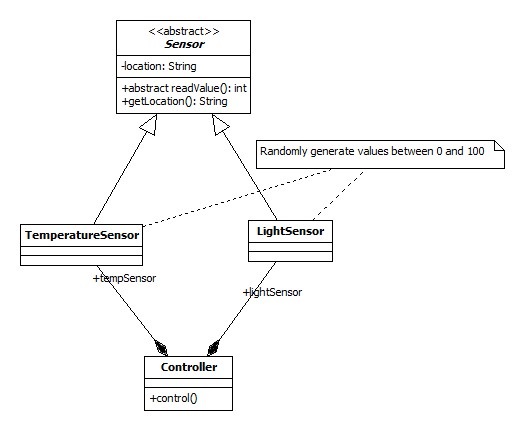 <<abstract>>
Sensor
-location: String
+abstract readValue(): int
+getLocation(): String
Randomly generate values between 0 and 100
TemperatureSensor
LightSensor
+tempSensor
+lightSensor
Controller
+control()